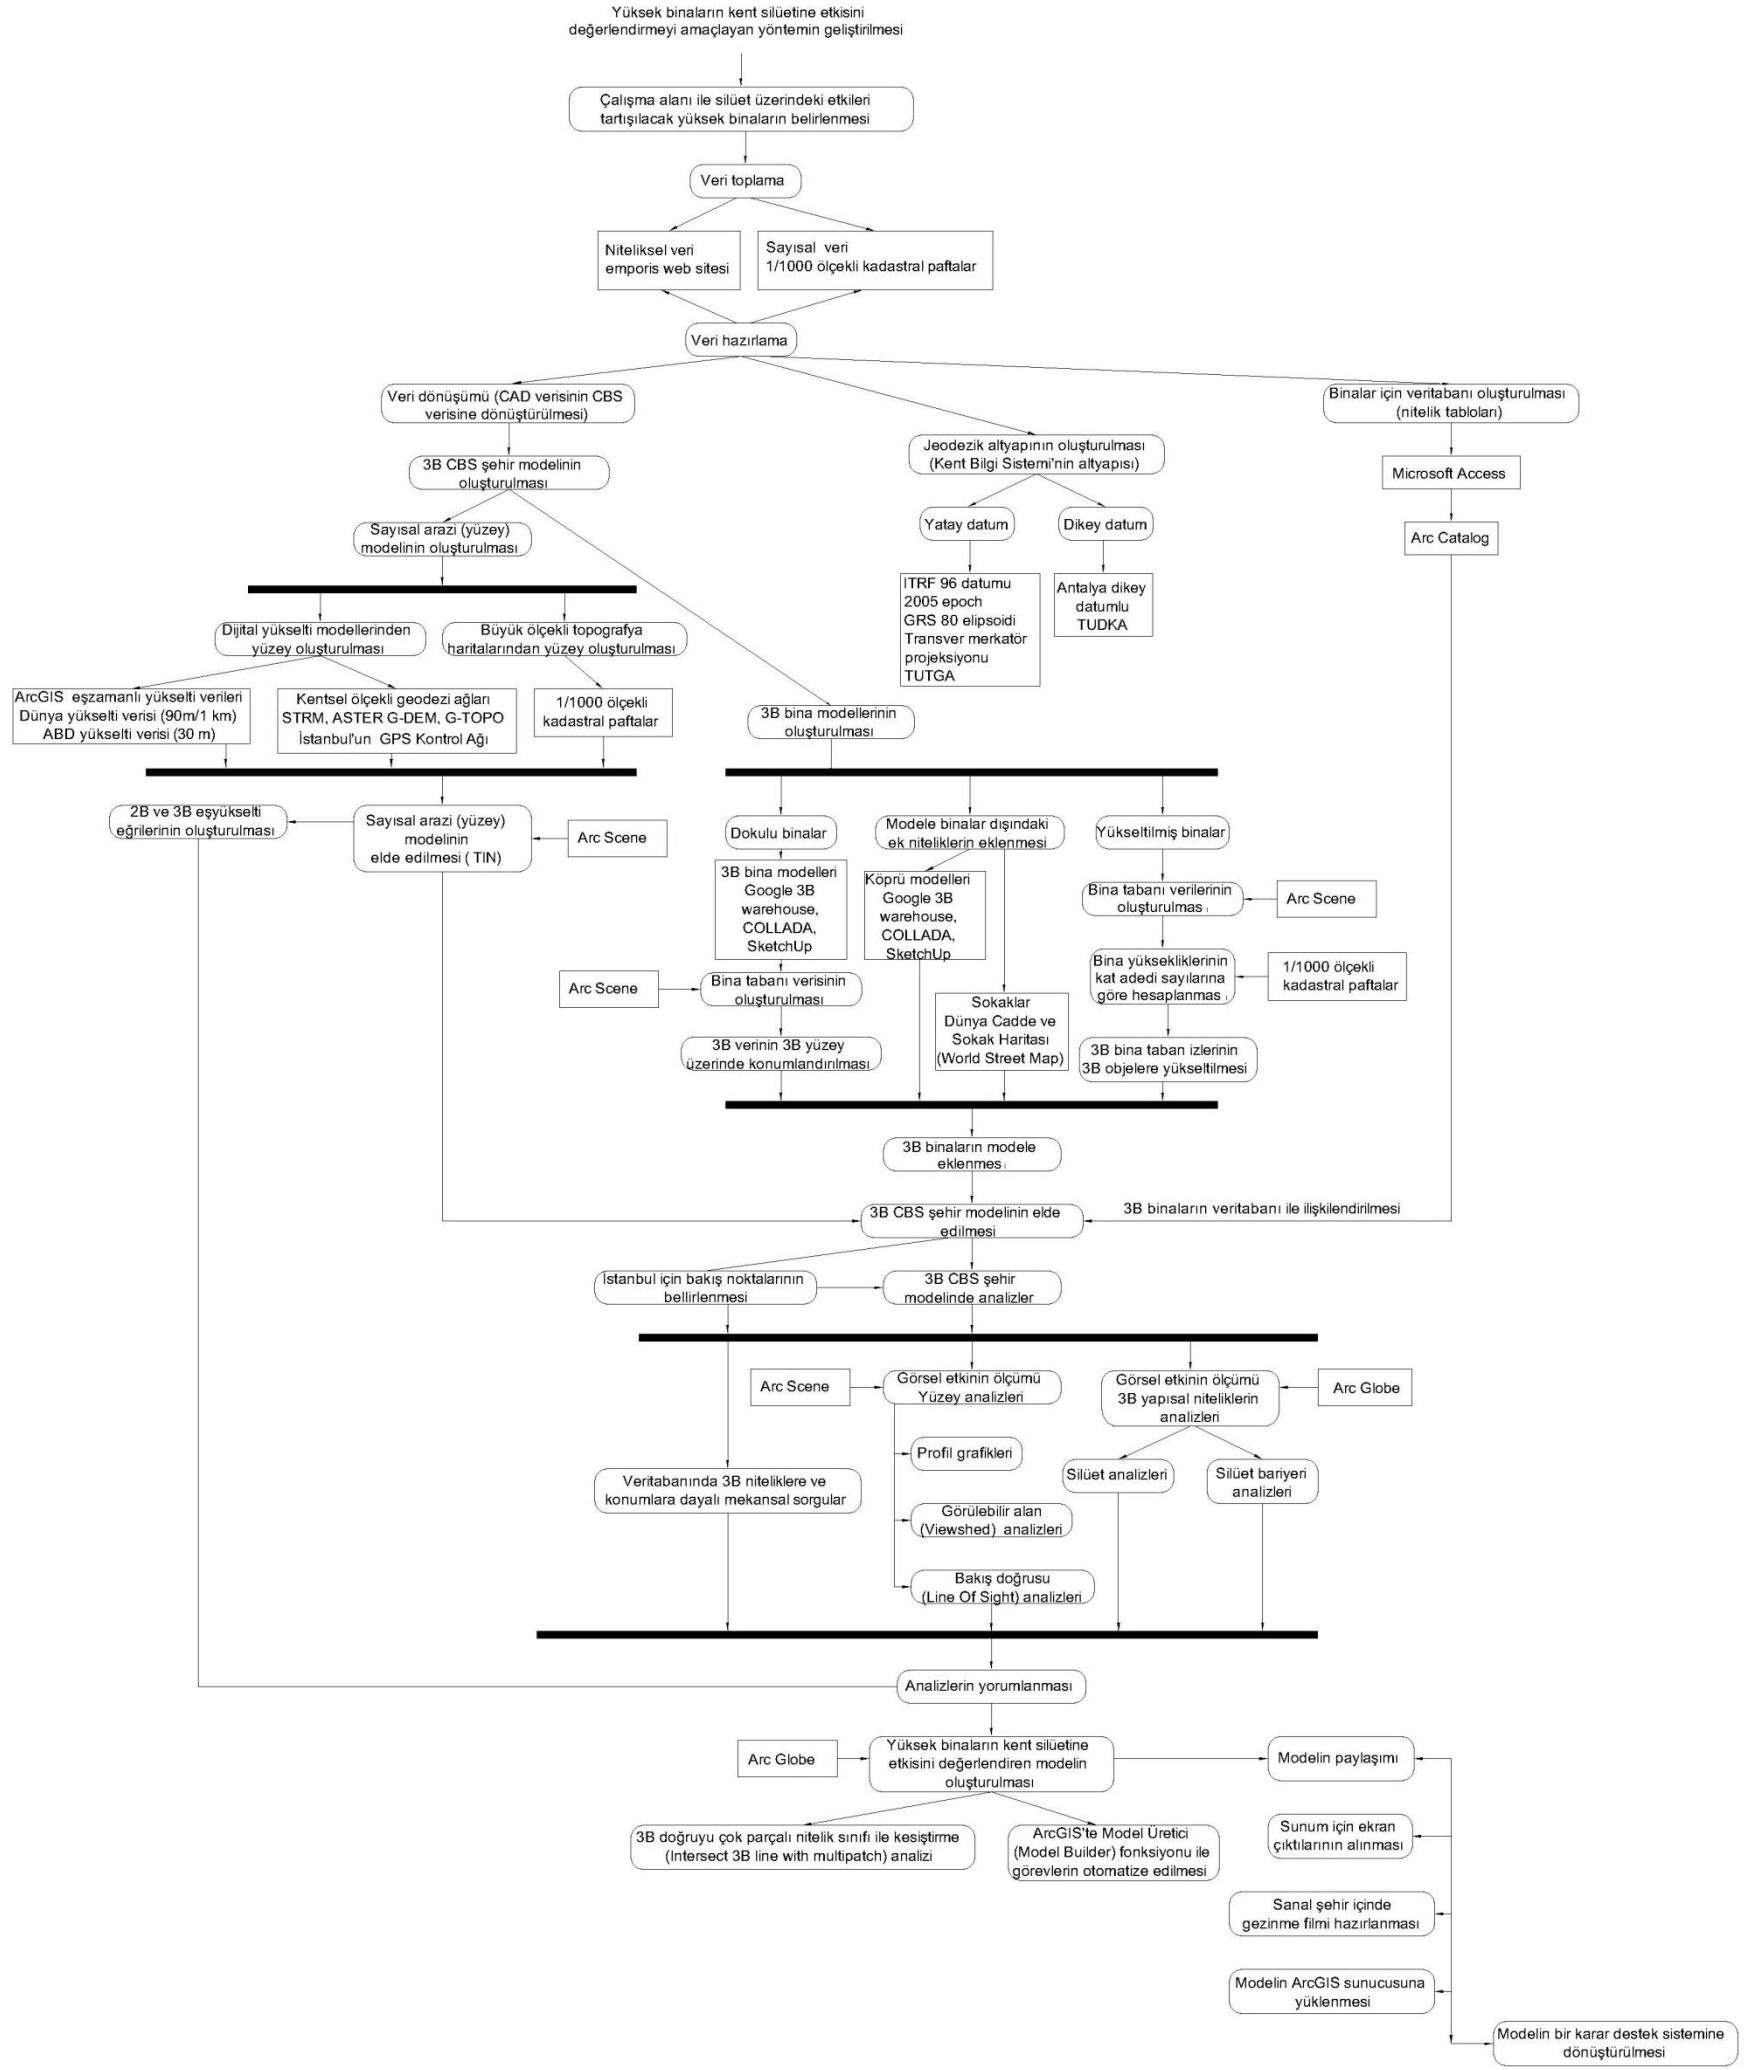 Yüksek binaların kent silüetine etkisini
değerlendirmeyi amaçlayan yöntemin geliştirilmesi
Çalışma alanı ile silüet üzerindeki etkileri
tartışılacak yüksek binaların belirlenmesi
Veri toplama
Niteliksel veri
emporis web sitesi
Sayısal veri
1/1000 ölçekli kadastral paftalar
Veri hazırlama
Veri dönüşümü (CAD verisinin CBS
verisine dönüştürülmesi)
Binalar için veritabanı oluşturulması
(nitelik tabloları)
Jeodezik altyapının oluşturulması
(Kent Bilgi Sistemi'nin altyapısı)
3B CBS şehir modelinin
oluşturulması
Microsoft Access
Sayısal arazi (yüzey)
modelinin oluşturulması
Yatay datum
Dikey datum
Arc Catalog
ITRF 96 datumu
2005 epoch
GRS 80 elipsoidi
Transver merkatör
projeksiyonu
TUTGA
Antalya dikey
datumlu
TUDKA
Dijital yükselti modellerinden
yüzey oluşturulması
Büyük ölçekli topografya
haritalarından yüzey oluşturulması
ArcGIS eşzamanlı yükselti verileri
Dünya yükselti verisi (90m/1 km)
ABD yükselti verisi (30 m)
Kentsel ölçekli geodezi ağları
STRM, ASTER G-DEM, G-TOPO
İstanbul'un GPS Kontrol Ağı
1/1000 ölçekli
kadastral paftalar
3B bina modellerinin
oluşturulması
2B ve 3B eşyükselti
eğrilerinin oluşturulması
Sayısal arazi (yüzey)
modelinin
elde edilmesi ( TIN)
Arc Scene
Dokulu binalar
Modele binalar dışındaki
ek niteliklerin eklenmesi
Yükseltilmiş binalar
3B bina modelleri
Google 3B
warehouse,
COLLADA,
SketchUp
Köprü modelleri
Google 3B
warehouse,
COLLADA,
SketchUp
Bina tabanı verilerinin
oluşturulması
Arc Scene
Bina yüksekliklerinin
kat adedi sayılarına
göre hesaplanması
1/1000 ölçekli
kadastral paftalar
Arc Scene
Bina tabanı verisinin
oluşturulması
Sokaklar
Dünya Cadde ve
Sokak Haritası
(World Street Map)
3B verinin 3B yüzey
üzerinde konumlandırılması
3B bina taban izlerinin
3B objelere yükseltilmesi
3B binaların modele
eklenmesi
3B CBS şehir modelinin elde
edilmesi
3B binaların veritabanı ile ilişkilendirilmesi
İstanbul için bakış noktalarının
bellirlenmesi
3B CBS şehir
modelinde analizler
Arc Scene
Görsel etkinin ölçümü
Yüzey analizleri
Görsel etkinin ölçümü
3B yapısal niteliklerin
analizleri
Arc Globe
Profil grafikleri
Silüet analizleri
Silüet bariyeri
analizleri
Veritabanında 3B niteliklere ve
konumlara dayalı mekansal sorgular
Görülebilir alan
(Viewshed) analizleri
Bakış doğrusu
(Line Of Sight) analizleri
Analizlerin yorumlanması
Arc Globe
Yüksek binaların kent silüetine
etkisini değerlendiren modelin
oluşturulması
Modelin paylaşımı
3B doğruyu çok parçalı nitelik sınıfı ile kesiştirme
(Intersect 3B line with multipatch) analizi
ArcGIS'te Model Üretici
(Model Builder) fonksiyonu ile
görevlerin otomatize edilmesi
Sunum için ekran
çıktılarının alınması
Sanal şehir içinde
gezinme filmi hazırlanması
Modelin ArcGIS sunucusuna
yüklenmesi
Modelin bir karar destek sistemine
dönüştürülmesi